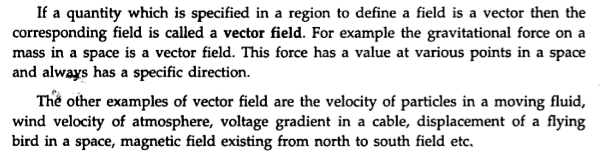 If a quantity which is specified in a region to define a field is a vector then the
corresponding field is called a vector field. For example the gravitational force on a
mass in a space is a vector field. This force has a value at various points in a space
and always has a specific direction.
The other examples of vector field are the velocity of particles in a moving fluid,
wind velocity of atmosphere, voltage gradient in a cable, displacement of a flying
bird in a space, magnetic field existing from north to south field etc.